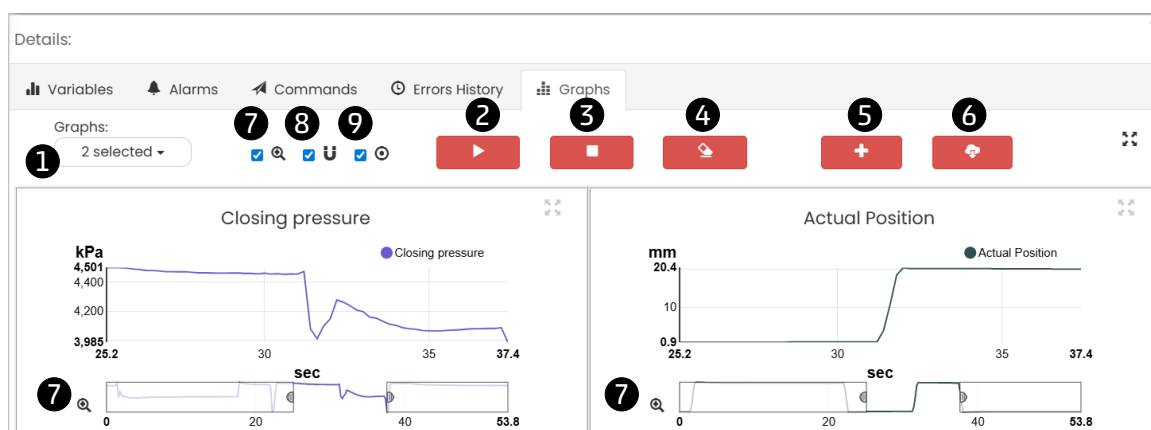 Details:
Variables Alarms Commands Errors History Graphs
Graphs:
7 8 9 2 3 4 5 6
1 2 selected
Closing pressure
kPa
Closing pressure
4,501
4,400
4,200
3,985
25.2 30 35 37.4
sec
7
0 20 40 53.8
Actual Position
mm
Actual Position
20.4
10
0.9
25.2 30 35 37.4
sec
7
0 20 40 53.8